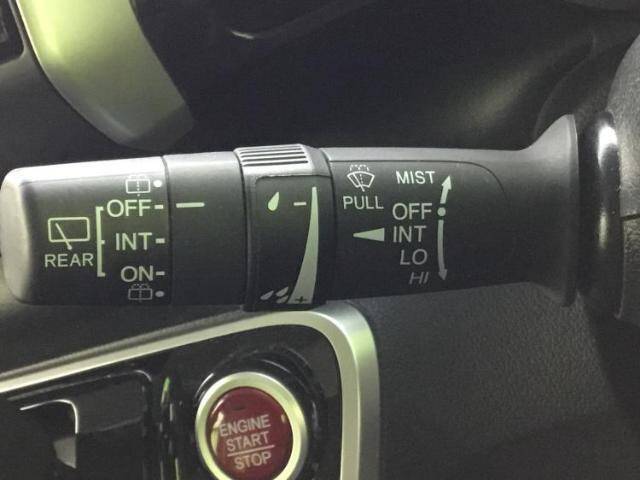 OFF
INT
REAR
ON
−
+
MIST
PULL
OFF
INT
LO
HI
ENGINE
START
STOP